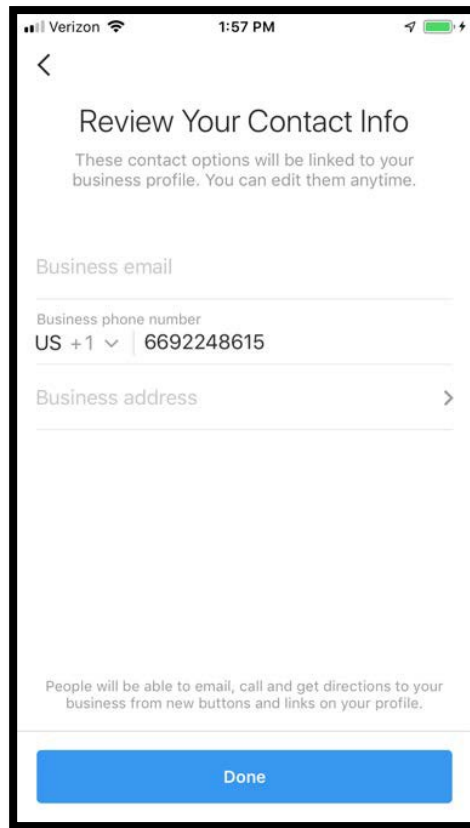 Verizon 1:57 PM
Review Your Contact Info
These contact options will be linked to your
business profile. You can edit them anytime.
Business email
Business phone number
US +1 6692248615
Business address
People will be able to email, call and get directions to your
business from new buttons and links on your profile.
Done